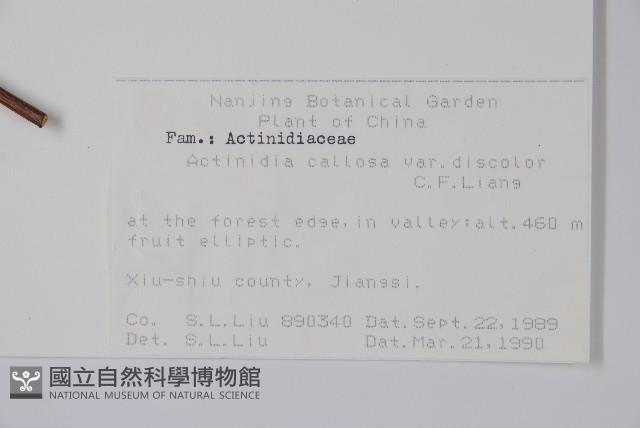 Nanjing Botanical Garden
Plant of China
Fam.: Actinidiaceae
Actinidia callosa var.discolor
C.F.Liang
at the forest edge,in valley;alt.460 m
fruit elliptic.
Xiu-shiu county, Jiangsi.
Co. S.L.Liu 890340 Dat.Sept.22,1989
Det. S.L.Liu Dat.Mar.21,1990
國立自然科學博物館
NATIONAL MUSEUM OF NATURAL SCIENCE